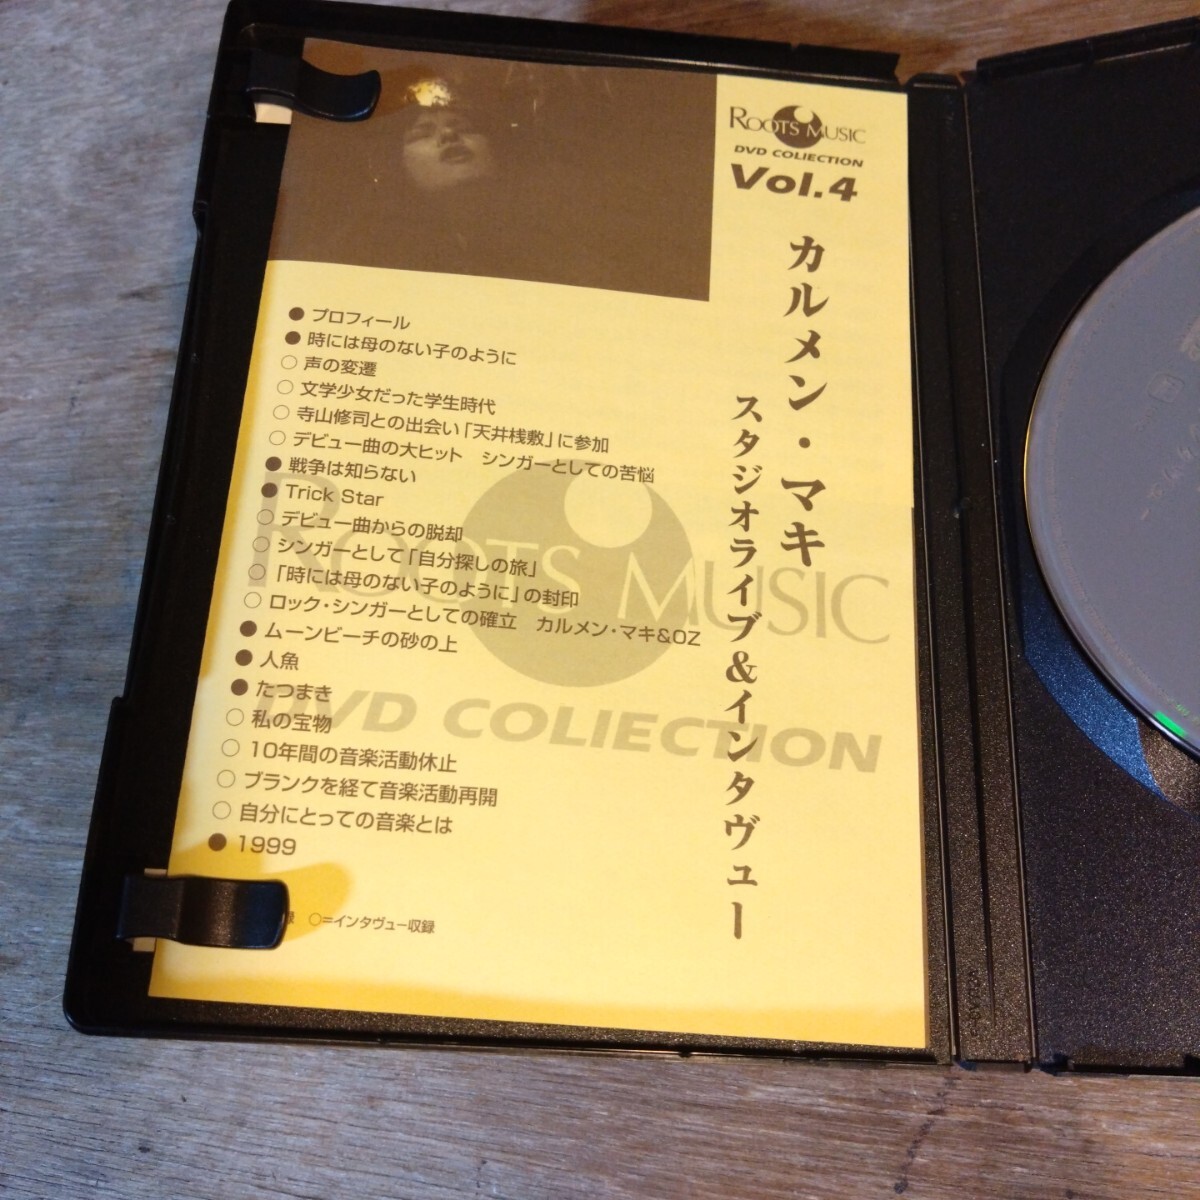 ROOTS MUSIC
DVD COLIECTION
Vol.4
カルメン・マキ
スタジオライブ&インタヴュー
● プロフィール
● 時には母のない子のように
○ 声の変遷
○ 文学少女だった学生時代
○ 寺山修司との出会い「天井桟敷」に参加
○ デビュー曲の大ヒット　シンガーとしての苦悩
● 戦争は知らない
● Trick Star
○ デビュー曲からの脱却
○ シンガーとして「自分探しの旅」
○ 「時には母のない子のように」の封印
○ ロック・シンガーとしての確立　カルメン・マキ&OZ
● ムーンビーチの砂の上
● 人魚
● たつまき
○ 私の宝物
○ 10年間の音楽活動休止
○ ブランクを経て音楽活動再開
○ 自分にとっての音楽とは
● 1999
○=インタヴュー収録
ROOTS MUSIC
DVD COLIECTION